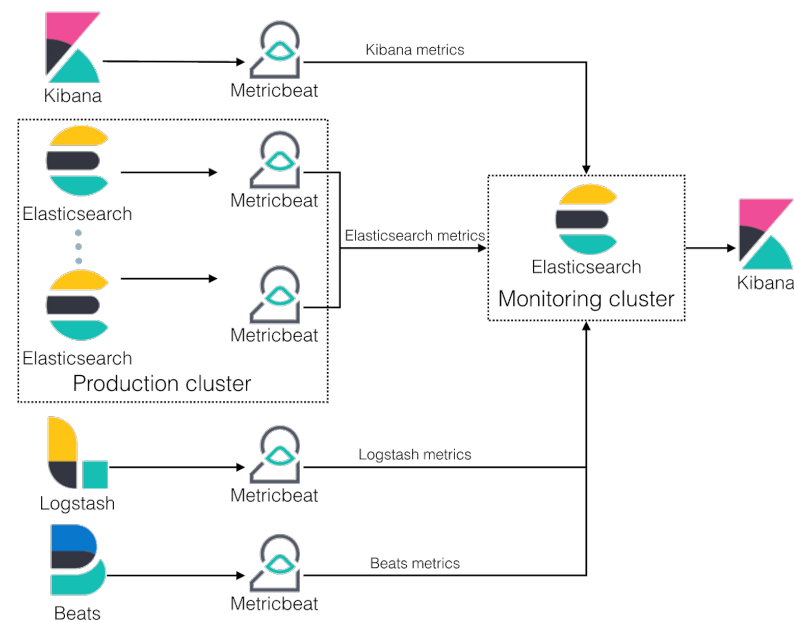 Kibana
Metricbeat
Kibana metrics
Elasticsearch
Metricbeat
Elasticsearch
Metricbeat
Production cluster
Elasticsearch metrics
Elasticsearch
Monitoring cluster
Kibana
Logstash
Metricbeat
Logstash metrics
Beats
Metricbeat
Beats metrics